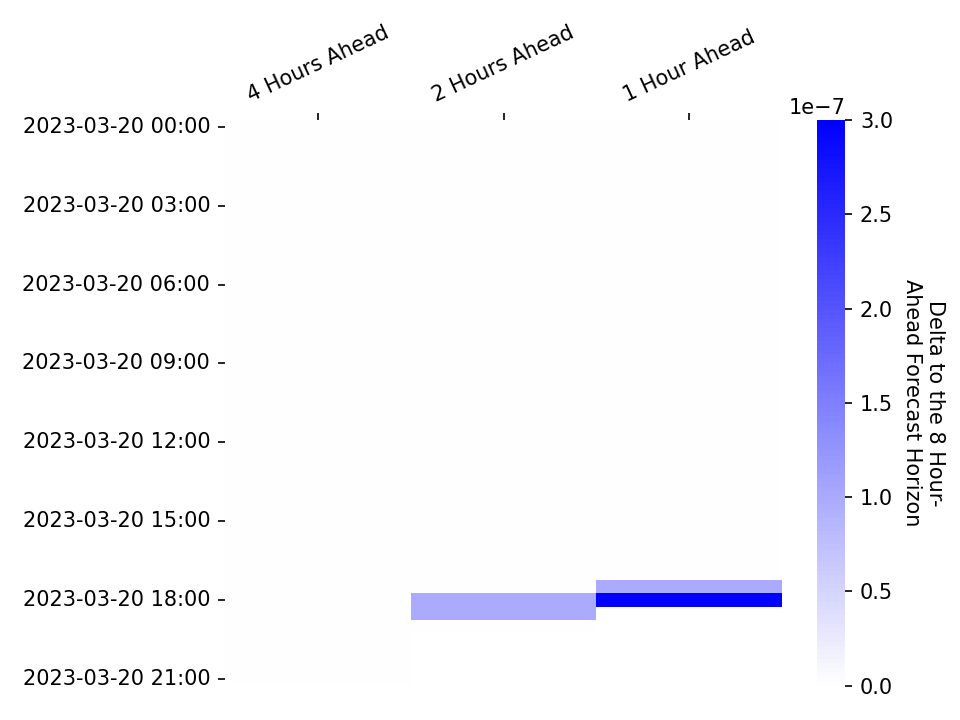 4 Hours Ahead
2 Hours Ahead
1 Hour Ahead
1e−7
2023-03-20 00:00
2023-03-20 03:00
2023-03-20 06:00
2023-03-20 09:00
2023-03-20 12:00
2023-03-20 15:00
2023-03-20 18:00
2023-03-20 21:00
3.0
2.5
2.0
1.5
1.0
0.5
0.0
Delta to the 8 Hour-
Ahead Forecast Horizon